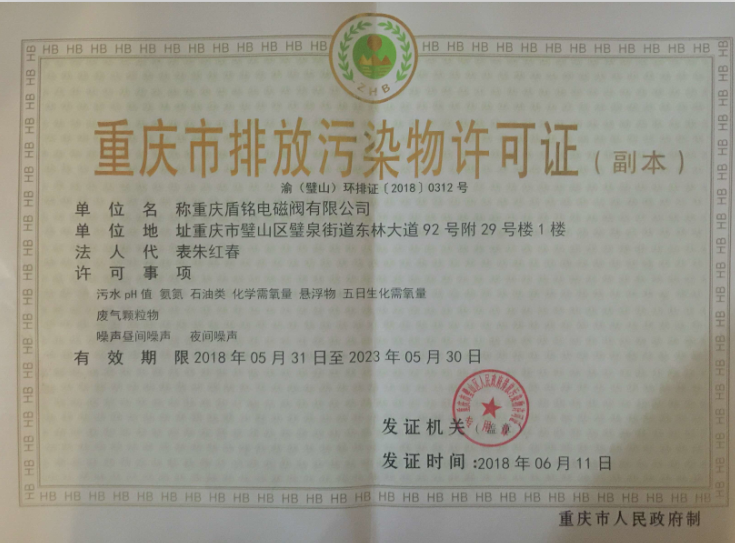 ZHB
重庆市排放污染物许可证（副本）
渝（璧山）环排证〔2018〕0312号
单位名称重庆盾铭电磁阀有限公司
单位地址重庆市璧山区璧泉街道东林大道92号附29号楼1楼
法人代表朱红春
许可事项
污水 pH值 氨氮 石油类 化学需氧量 悬浮物 五日生化需氧量
废气颗粒物
噪声昼间噪声 夜间噪声
有效期限2018年05月31日至2023年05月30日
发证机关（盖章
发证时间:2018年06月11日
重庆市人民政府制